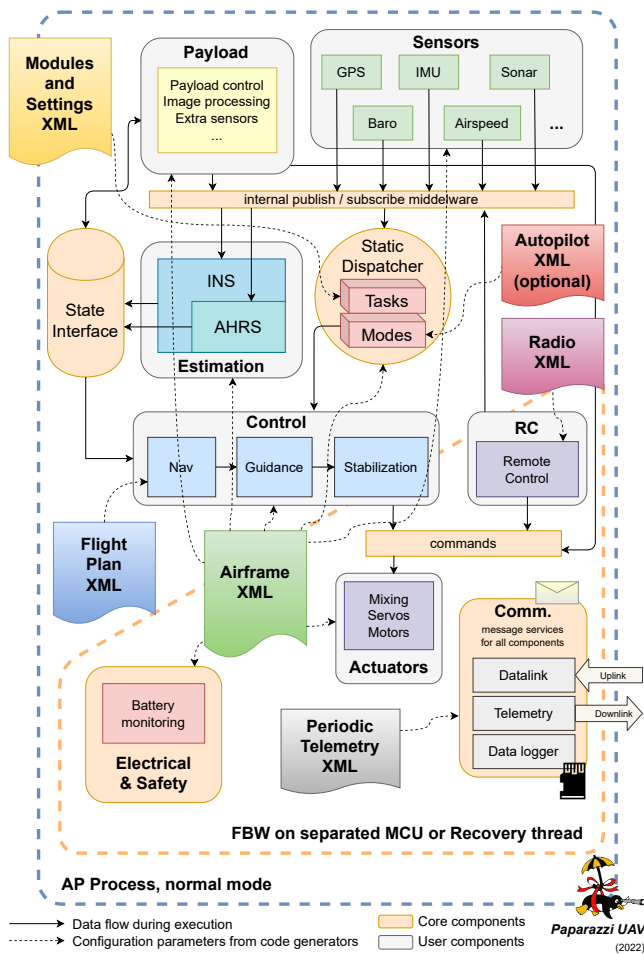 Payload
Sensors
Modules
and
Settings
XML
Payload control
Image processing
Extra sensors
...
GPS
IMU
Sonar
Baro
Airspeed
...
internal publish / subscribe middelware
State
Interface
INS
AHRS
Estimation
Static
Dispatcher
Tasks
Modes
Autopilot
XML
(optional)
Radio
XML
Control
Nav
Guidance
Stabilization
RC
Remote
Control
Flight
Plan
XML
Airframe
XML
commands
Mixing
Servos
Motors
Actuators
Comm.
message services
for all components
Datalink
Telemetry
Data logger
Uplink
Downlink
Battery
monitoring
Electrical
& Safety
Periodic
Telemetry
XML
FBW on separated MCU or Recovery thread
AP Process, normal mode
Data flow during execution
Configuration parameters from code generators
Core components
User components
Paparazzi UAV
(2022)